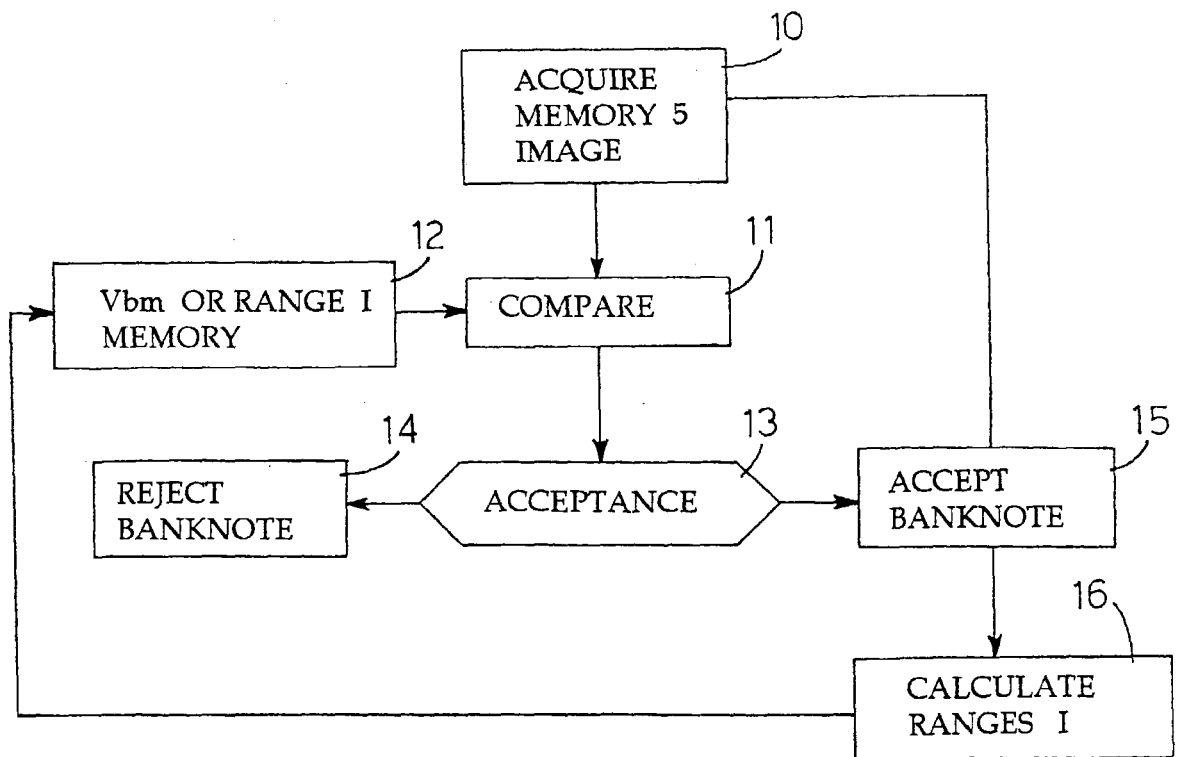 10
ACQUIRE
MEMORY 5
IMAGE
12
Vbm OR RANGE I
MEMORY
11
COMPARE
14
REJECT
BANKNOTE
13
ACCEPTANCE
15
ACCEPT
BANKNOTE
16
CALCULATE
RANGES I